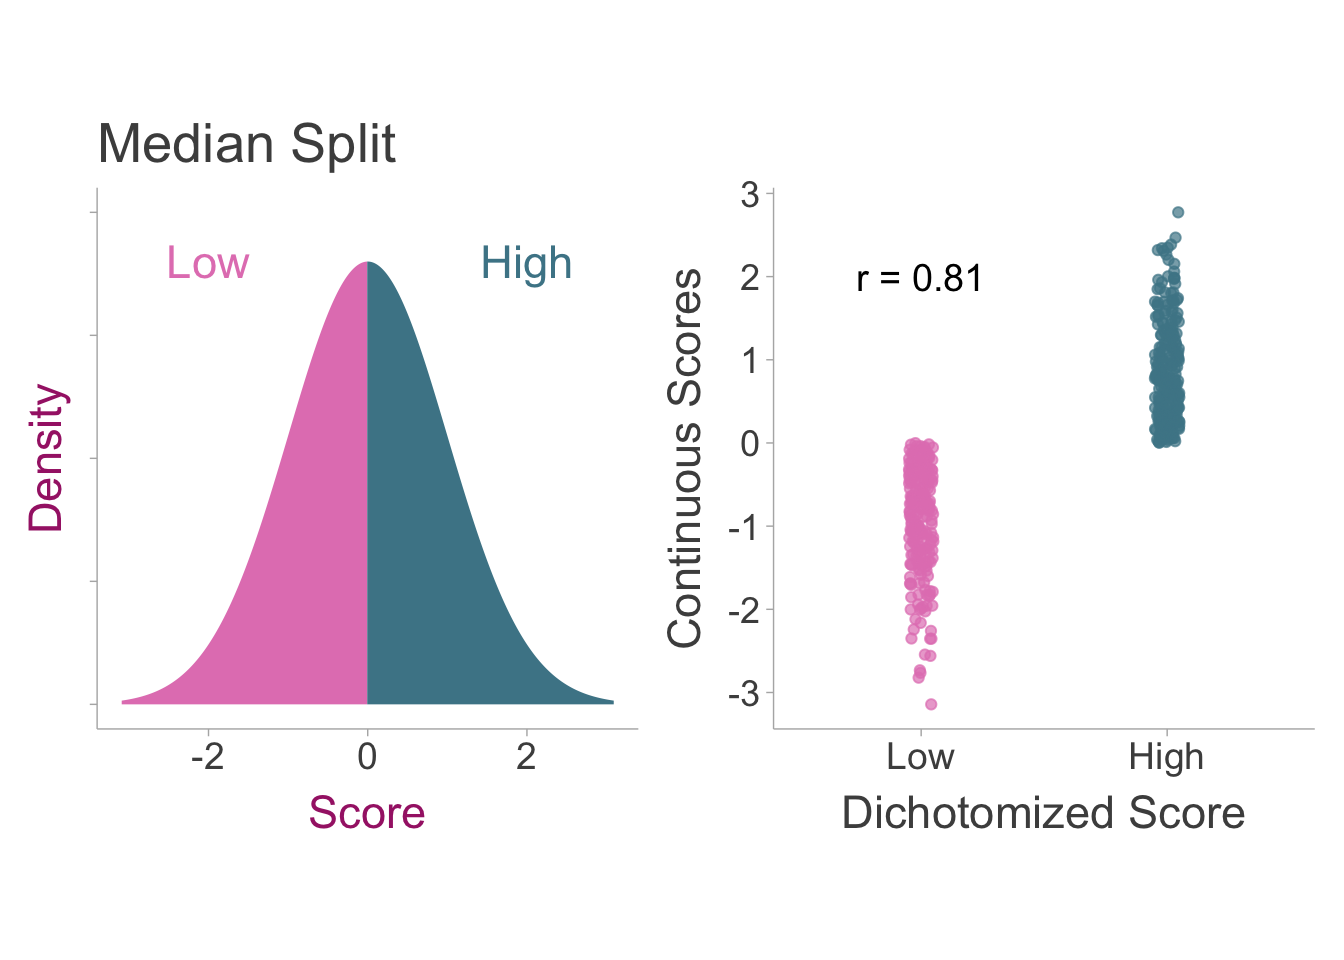 Median Split
Low
High
Density
-2
0
2
Score
3
2
1
0
-1
-2
-3
Continuous Scores
r = 0.81
Low
High
Dichotomized Score